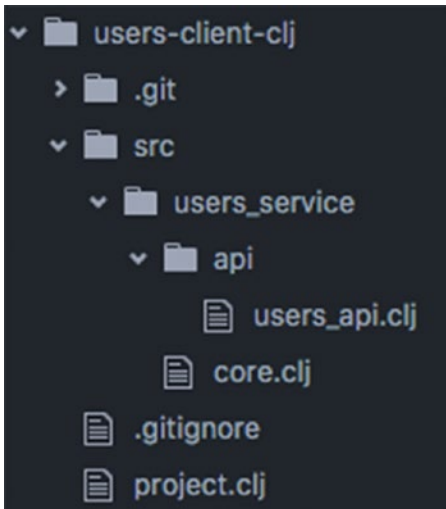 users-client-clj
.git
src
users_service
api
users_api.clj
core.clj
.gitignore
project.clj